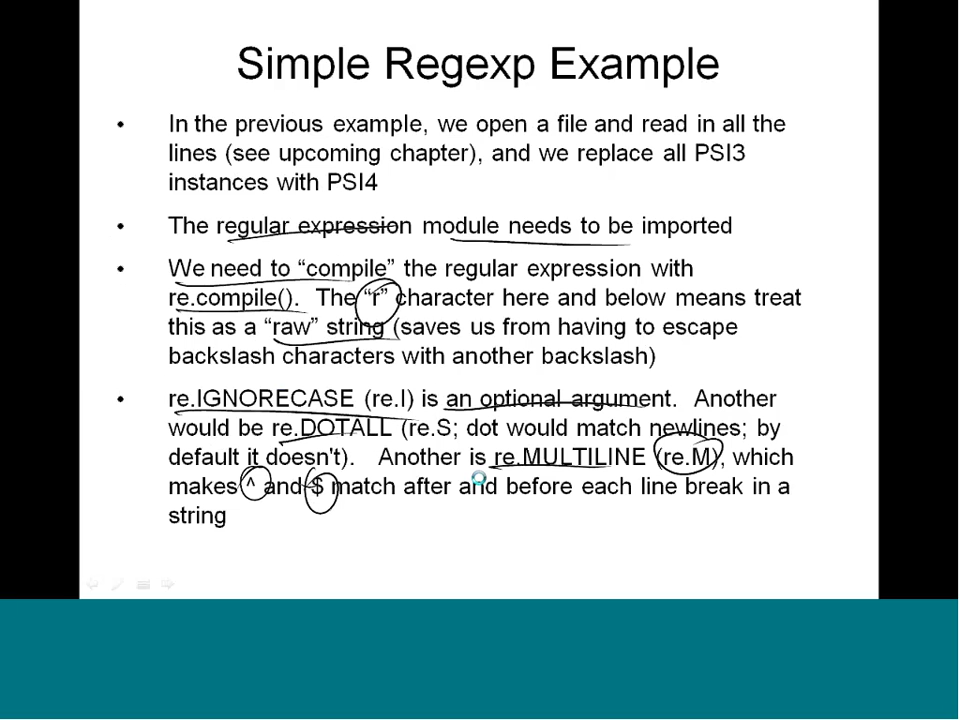 Simple Regexp Example
• In the previous example, we open a file and read in all the
lines (see upcoming chapter), and we replace all PSI3
instances with PSI4
• The regular expression module needs to be imported
• We need to “compile” the regular expression with
re.compile(). The “r” character here and below means treat
this as a “raw” string (saves us from having to escape
backslash characters with another backslash)
• re.IGNORECASE (re.I) is an optional argument. Another
would be re.DOTALL (re.S; dot would match newlines; by
default it doesn't). Another is re.MULTILINE (re.M), which
makes ^ and $ match after and before each line break in a
string